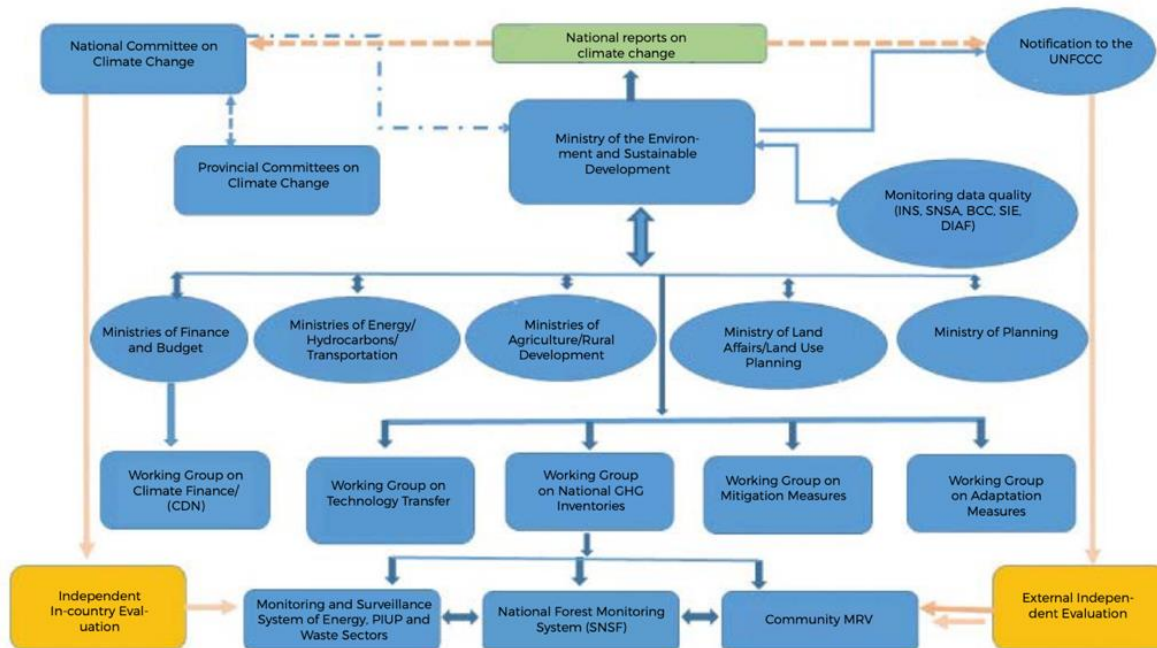 National Committee on
Climate Change
National reports on
climate change
Notification to the
UNFCCC
Ministry of the Environ-
ment and Sustainable
Development
Provincial Committees on
Climate Change
Monitoring data quality
(INS, SNSA, BCC, SIE,
DIAF)
Ministries of Finance
and Budget
Ministries of Energy/
Hydrocarbons/
Transportation
Ministries of
Agriculture/Rural
Development
Ministry of Land
Affairs/Land Use
Planning
Ministry of Planning
Working Group on
Climate Finance/
(CDN)
Working Group on
Technology Transfer
Working Group
on National GHG
Inventories
Working Group on
Mitigation Measures
Working Group
on Adaptation
Measures
Independent
In-country Eval-
uation
Monitoring and Surveillance
System of Energy, PIUP and
Waste Sectors
National Forest Monitoring
System (SNSF)
Community MRV
External Indepen-
dent Evaluation